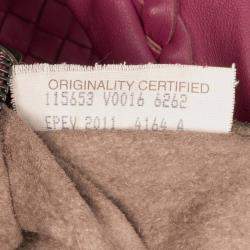 ORIGINALITY CERTIFIED
115653 V0016 6262
EPEV 2011 4164 A